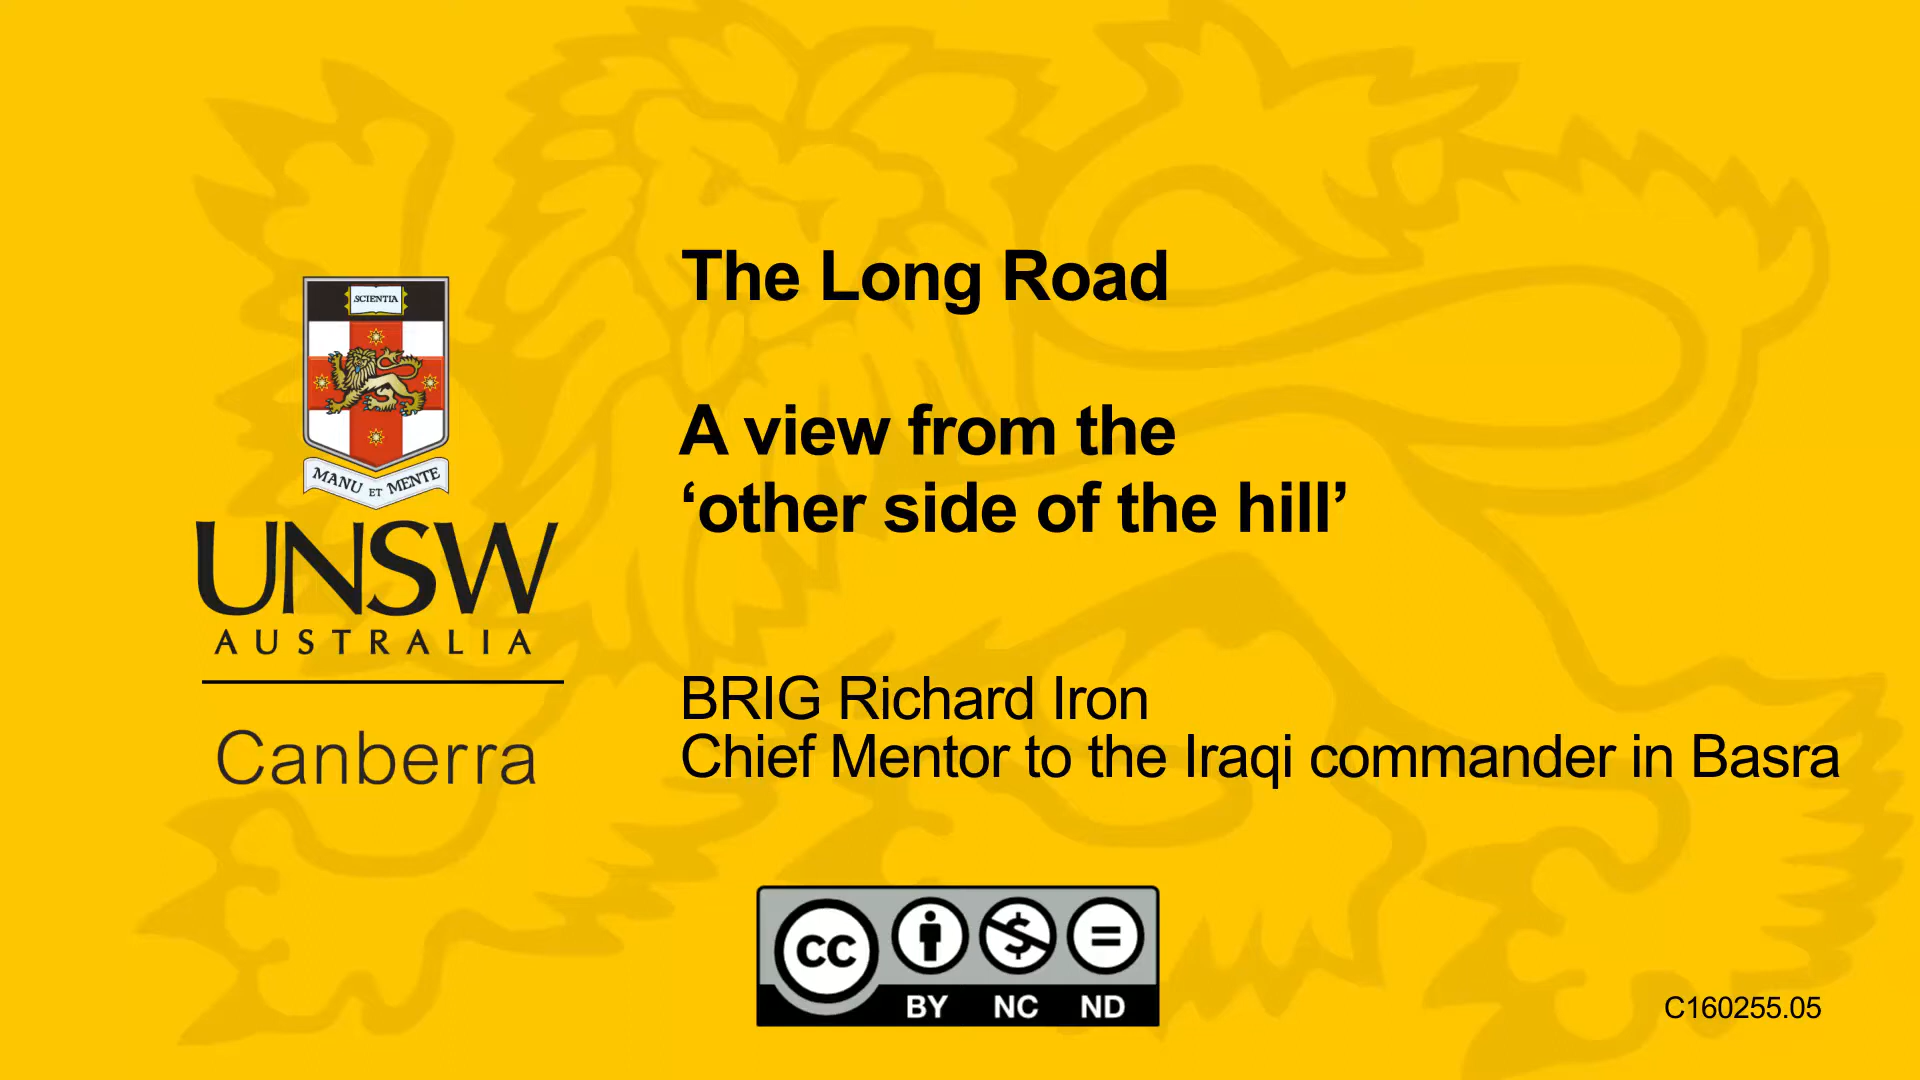 SCIENTIA
MANU ET MENTE
UNSW
AUSTRALIA
Canberra
The Long Road
A view from the
‘other side of the hill’
BRIG Richard Iron
Chief Mentor to the Iraqi commander in Basra
cc
BY NC ND
C160255.05